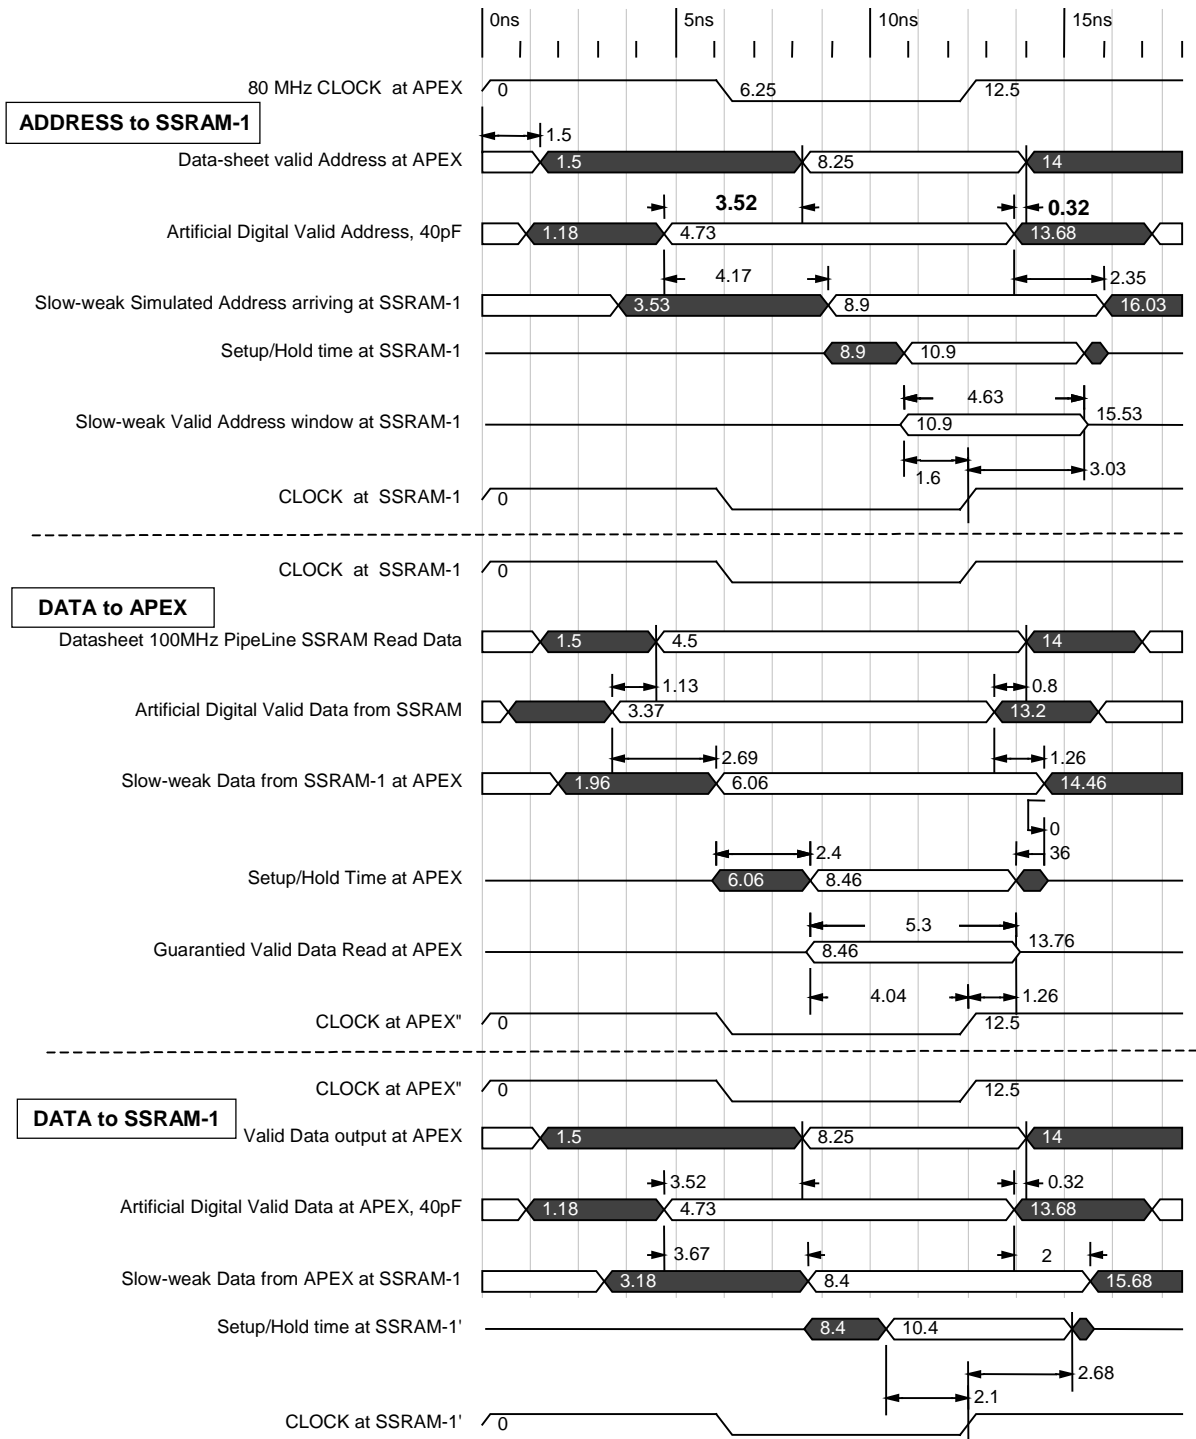 0ns 5ns 10ns 15ns
80 MHz CLOCK at APEX 0 6.25 12.5
ADDRESS to SSRAM-1
1.5
Data-sheet valid Address at APEX 1.5 8.25 14
3.52 0.32
Artificial Digital Valid Address, 40pF 1.18 4.73 13.68
4.17 2.35
Slow-weak Simulated Address arriving at SSRAM-1 3.53 8.9 16.03
Setup/Hold time at SSRAM-1 8.9 10.9
4.63
Slow-weak Valid Address window at SSRAM-1 10.9 15.53
1.6 3.03
CLOCK at SSRAM-1 0
CLOCK at SSRAM-1 0
DATA to APEX
Datasheet 100MHz PipeLine SSRAM Read Data 1.5 4.5 14
1.13 0.8
Artificial Digital Valid Data from SSRAM 3.37 13.2
2.69 1.26
Slow-weak Data from SSRAM-1 at APEX 1.96 6.06 14.46
0
2.4 36
Setup/Hold Time at APEX 6.06 8.46
5.3
Guarantied Valid Data Read at APEX 8.46 13.76
4.04 1.26
CLOCK at APEX" 0 12.5
CLOCK at APEX" 0 12.5
DATA to SSRAM-1
Valid Data output at APEX 1.5 8.25 14
3.52 0.32
Artificial Digital Valid Data at APEX, 40pF 1.18 4.73 13.68
3.67 2
Slow-weak Data from APEX at SSRAM-1 3.18 8.4 15.68
Setup/Hold time at SSRAM-1' 8.4 10.4
2.68
2.1
CLOCK at SSRAM-1' 0